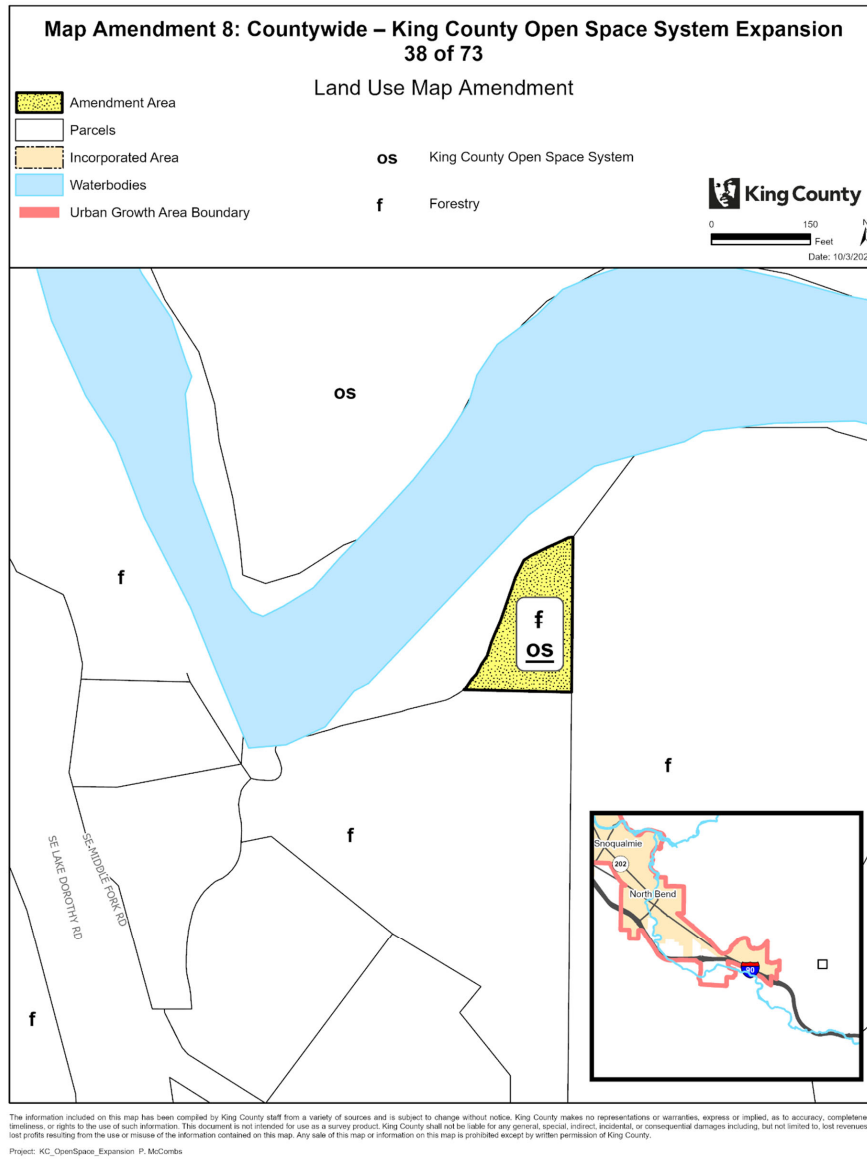 Map Amendment 8: Countywide – King County Open Space System Expansion
38 of 73
Land Use Map Amendment
Amendment Area
Parcels
Incorporated Area
Waterbodies
Urban Growth Area Boundary
os King County Open Space System
f Forestry
King County
0 150
Feet
N
Date: 10/3/202
os
f
f
os
f
f
SE LAKE DOROTHY RD
SE MIDDLE FORK RD
f
Snoqualmie
202
North Bend
90
The information included on this map has been compiled by King County staff from a variety of sources and is subject to change without notice. King County makes no representations or warranties, express or implied, as to accuracy, completene
timeliness, or rights to the use of such information. This document is not intended for use as a survey product. King County shall not be liable for any general, special, indirect, incidental, or consequential damages including, but not limited to, lost revenues
lost profits resulting from the use or misuse of the information contained on this map. Any sale of this map or information on this map is prohibited except by written permission of King County.
Project: KC_OpenSpace_Expansion P. McCombs